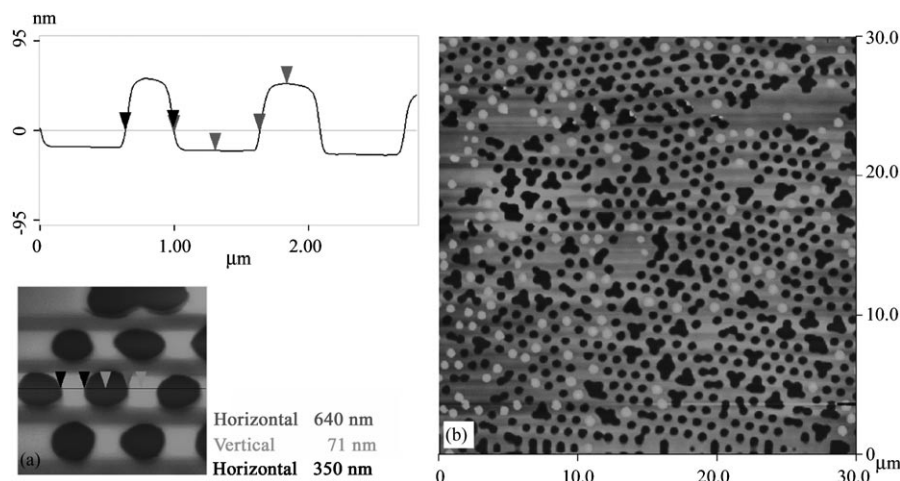 nm
95
0
-95
0 1.00 2.00
μm
(a)
Horizontal 640 nm
Vertical 71 nm
Horizontal 350 nm
(b)
30.0
20.0
10.0
0
μm
0 10.0 20.0 30.0